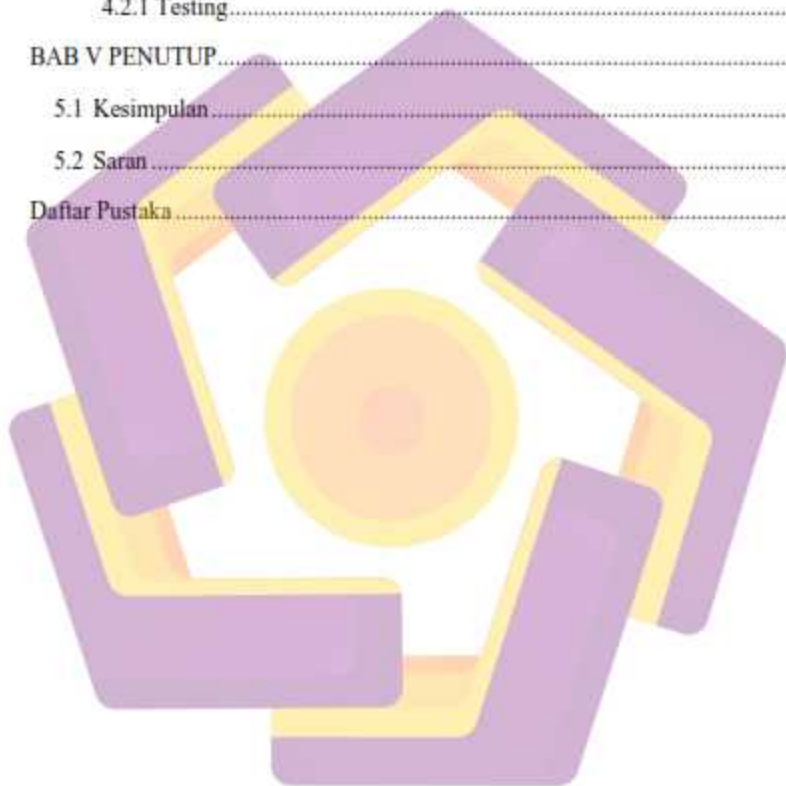 4.2.1 Testing
BAB V PENUTUP
5.1 Kesimpulan
5.2 Saran
Daftar Pustaka